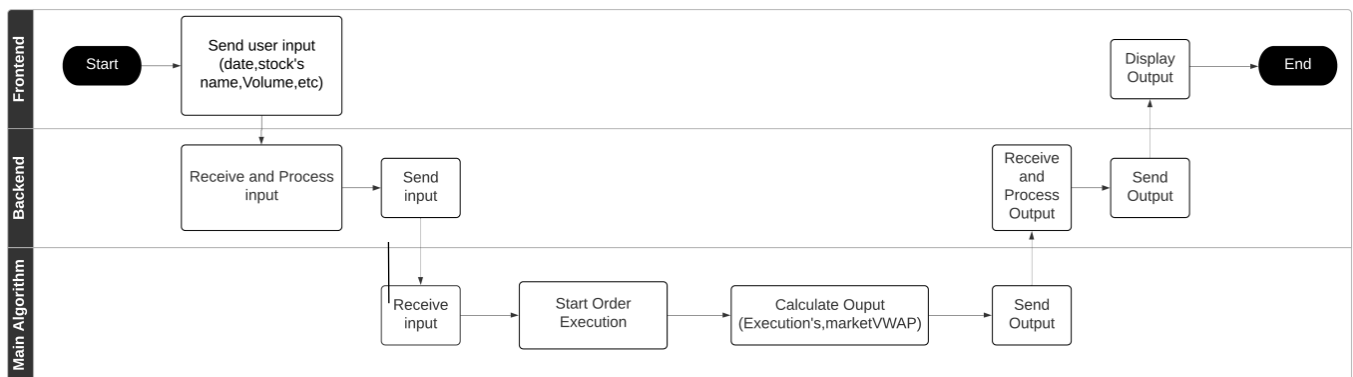 Frontend
Start
Send user input
(date,stock's
name,Volume,etc)
Display
Output
End
Backend
Receive and Process
input
Send
input
Receive
and
Process
Output
Send
Output
Main Algorithm
Receive
input
Start Order
Execution
Calculate Ouput
(Execution's,marketVWAP)
Send
Output